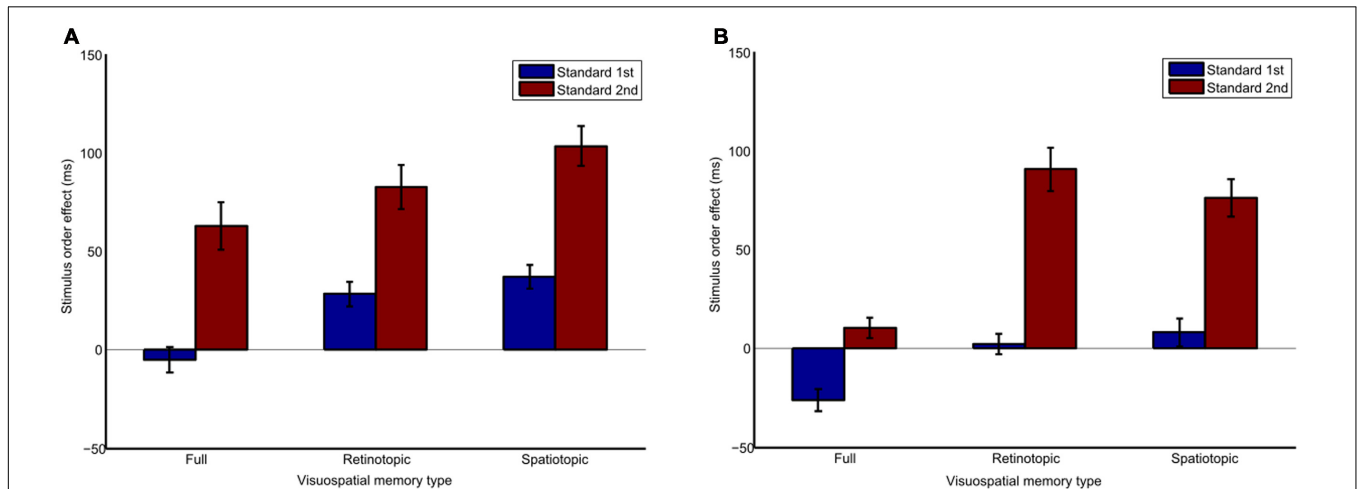 A
150
100
50
0
−50
Stimulus order effect (ms)
Standard 1st
Standard 2nd
Full Retinotopic Spatiotopic
Visuospatial memory type
B
150
100
50
0
−50
Stimulus order effect (ms)
Standard 1st
Standard 2nd
Full Retinotopic Spatiotopic
Visuospatial memory type